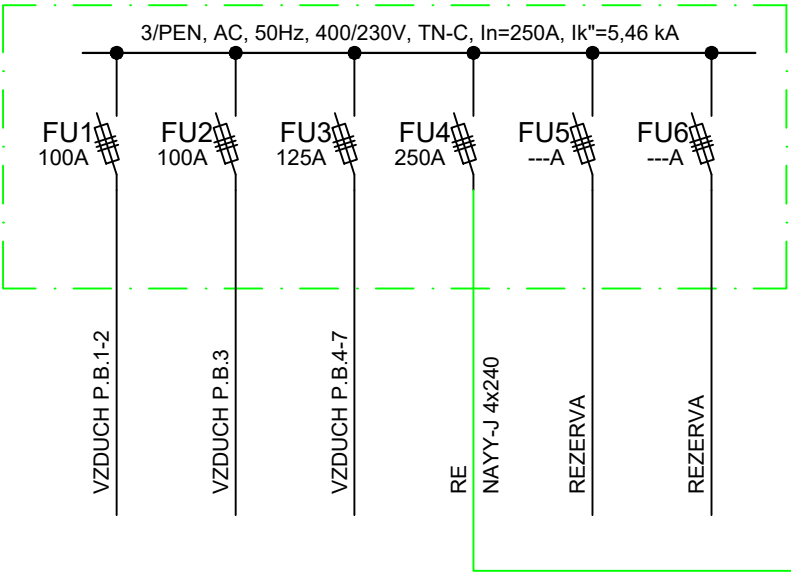 3/PEN, AC, 50Hz, 400/230V, TN-C, In=250A, Ik"=5,46 kA
FU1
100A
FU2
100A
FU3
125A
FU4
250A
FU5
---A
FU6
---A
VZDUCH P.B.1-2
VZDUCH P.B.3
VZDUCH P.B.4-7
RE
NAYY-J 4x240
REZERVA
REZERVA